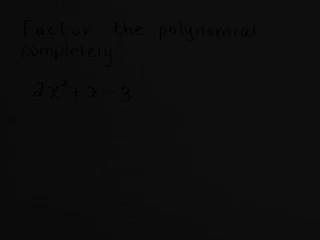 Factor the polynomial
completely
2x² + x - 3